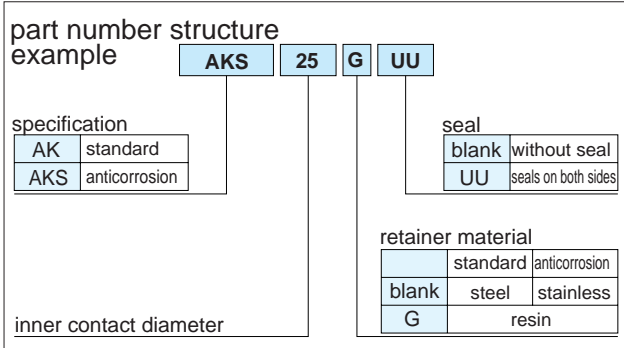 part number structure
example
AKS 25 G UU
specification
AK standard
AKS anticorrosion
seal
blank without seal
UU seals on both sides
retainer material
standard anticorrosion
blank steel stainless
G resin
inner contact diameter